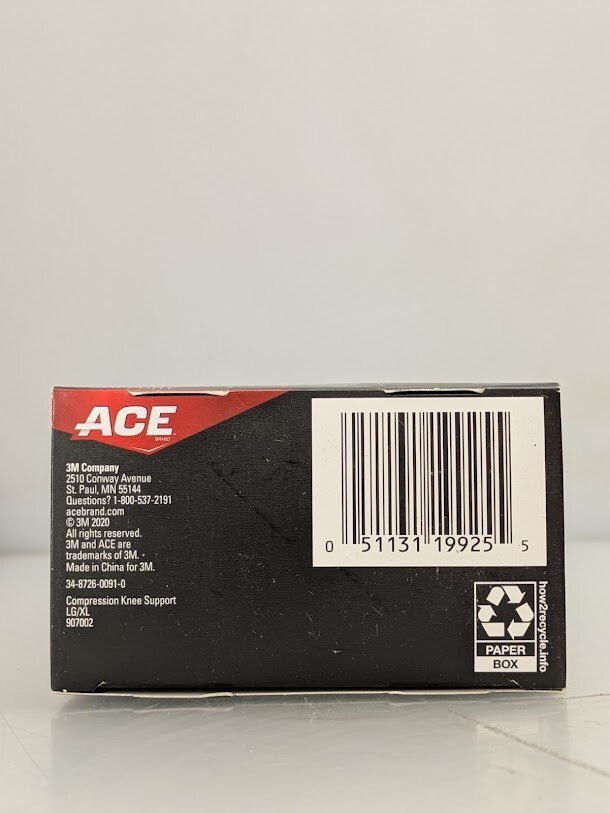 ACE
BRAND
3M Company
2510 Conway Avenue
St. Paul, MN 55144
Questions? 1-800-537-2191
acebrand.com
© 3M 2020
All rights reserved.
3M and ACE are
trademarks of 3M.
Made in China for 3M.
34-8726-0091-0
Compression Knee Support
LG/XL
907002
0 51131 19925 5
how2recycle.info
PAPER
BOX